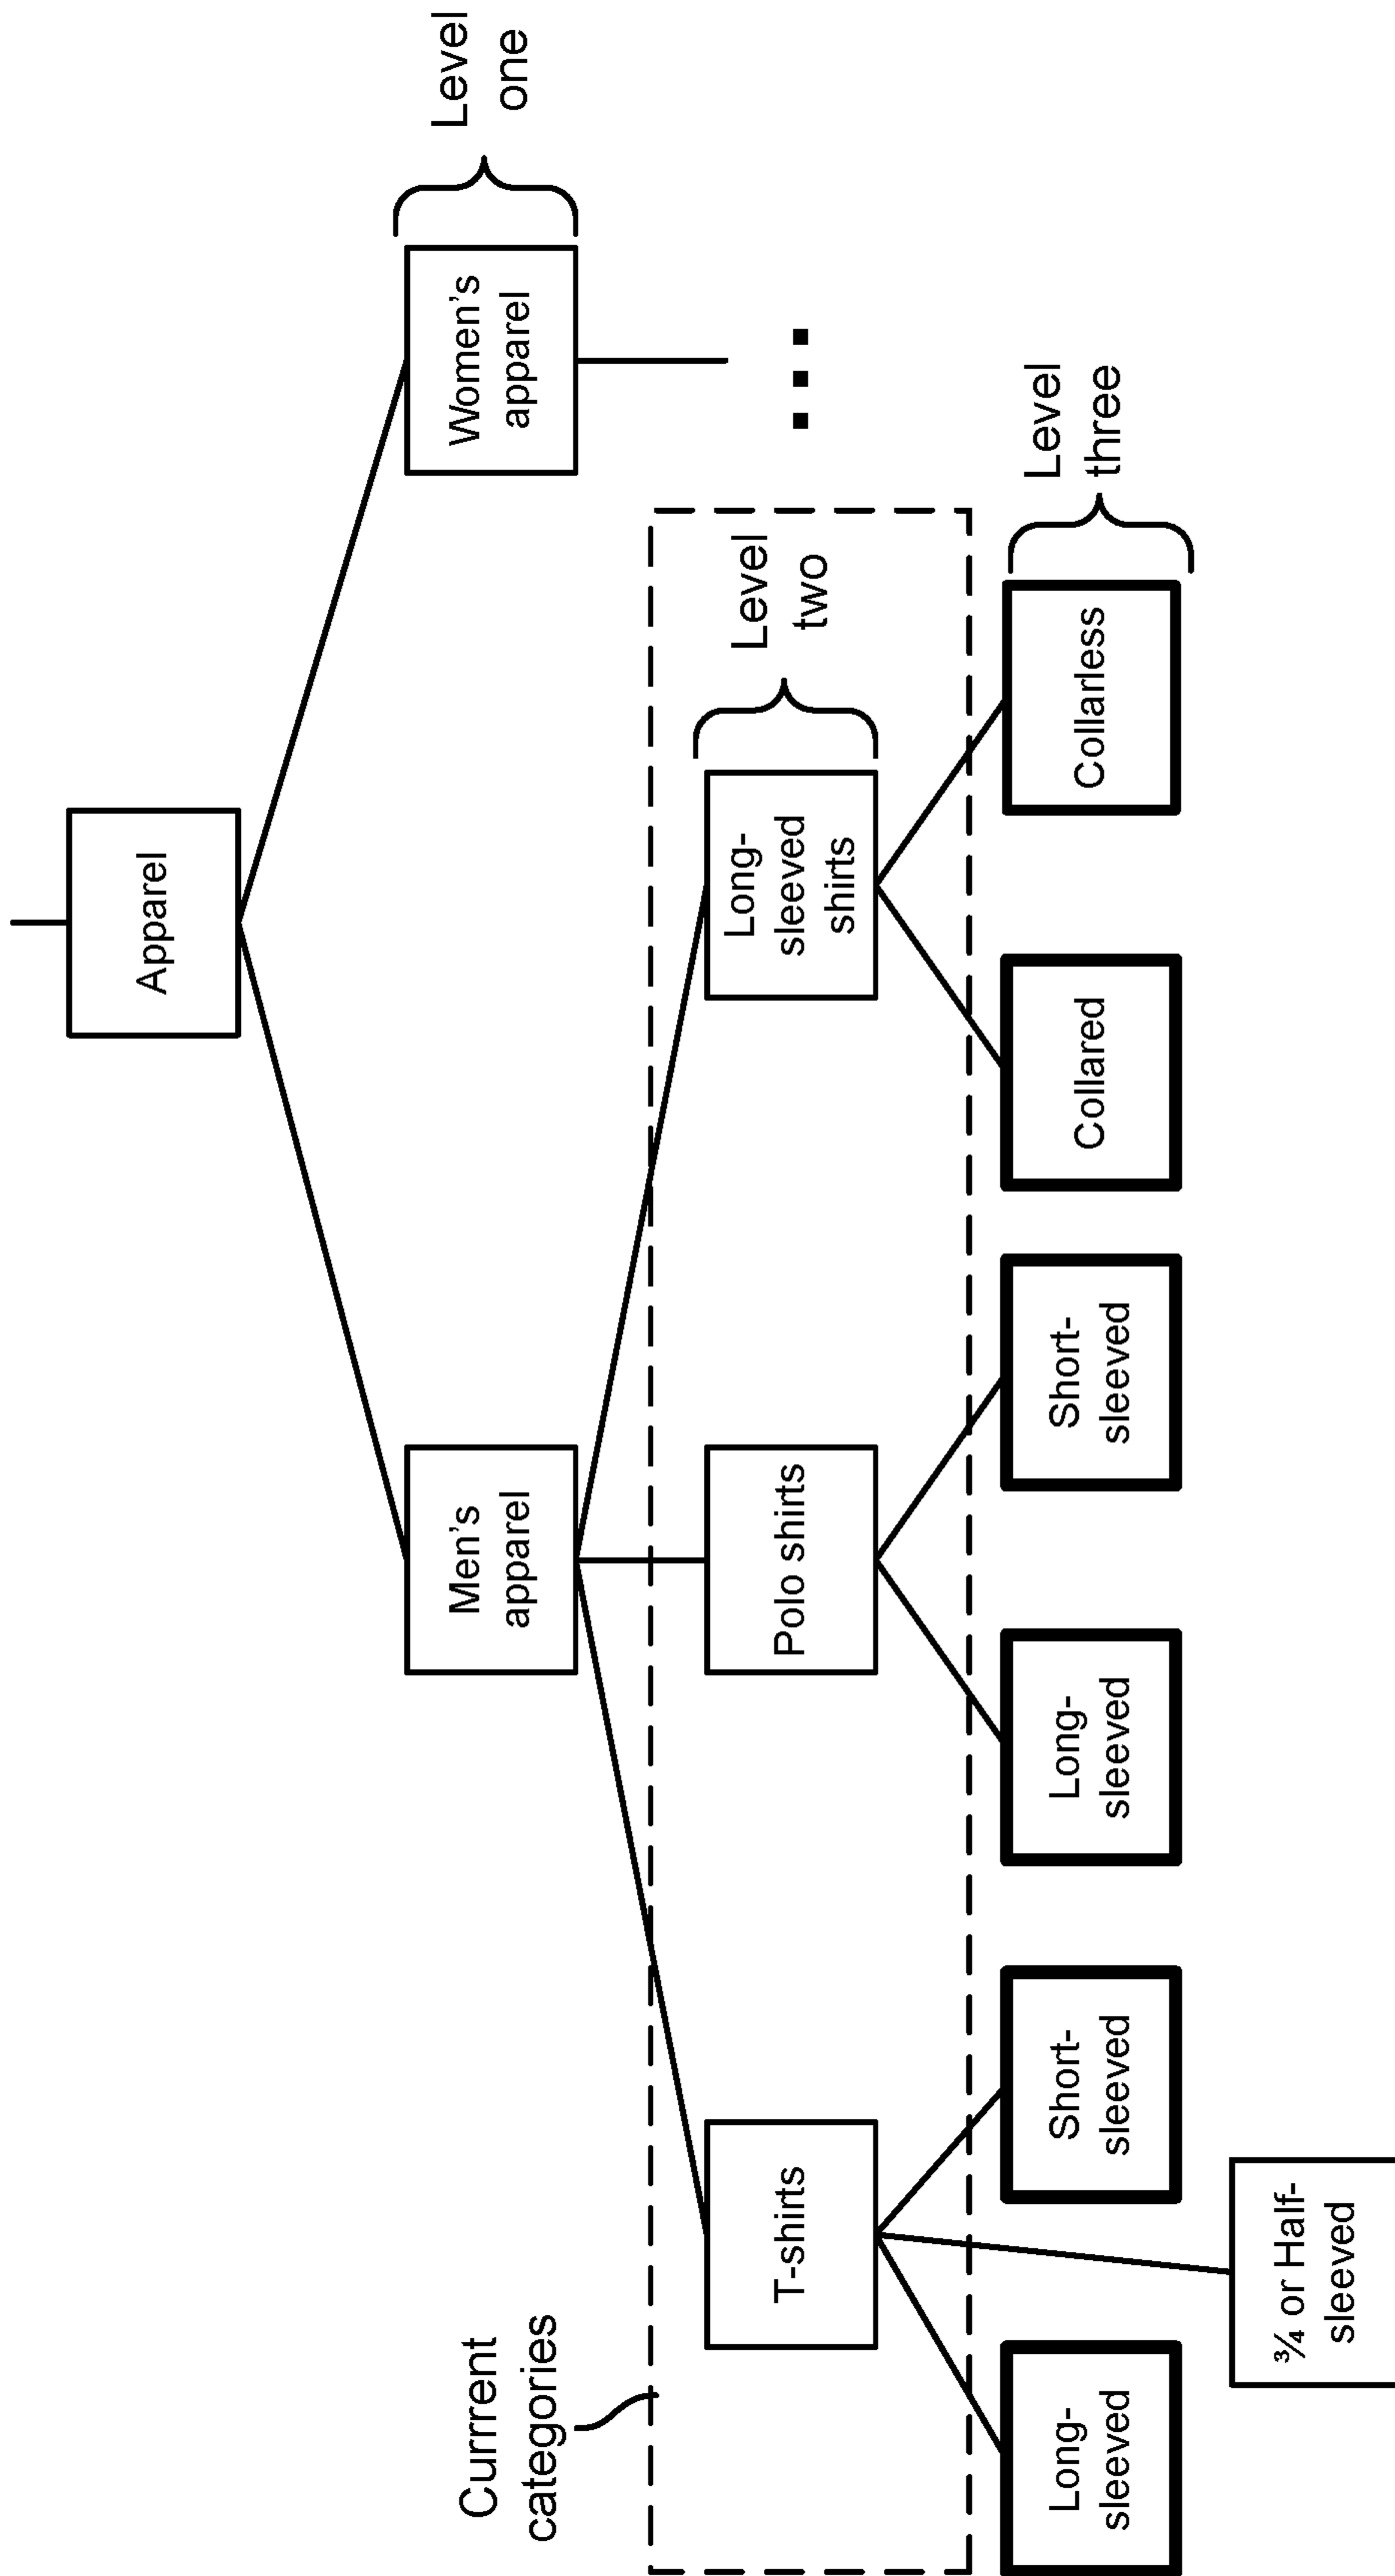 Apparel
Men's
apparel
Women's
apparel
Level
one
Currrent
categories
T-shirts
Polo shirts
Long-
sleeved
shirts
Level
two
Long-
sleeved
Short-
sleeved
Long-
sleeved
Short-
sleeved
Collared
Collarless
Level
three
¾ or Half-
sleeved